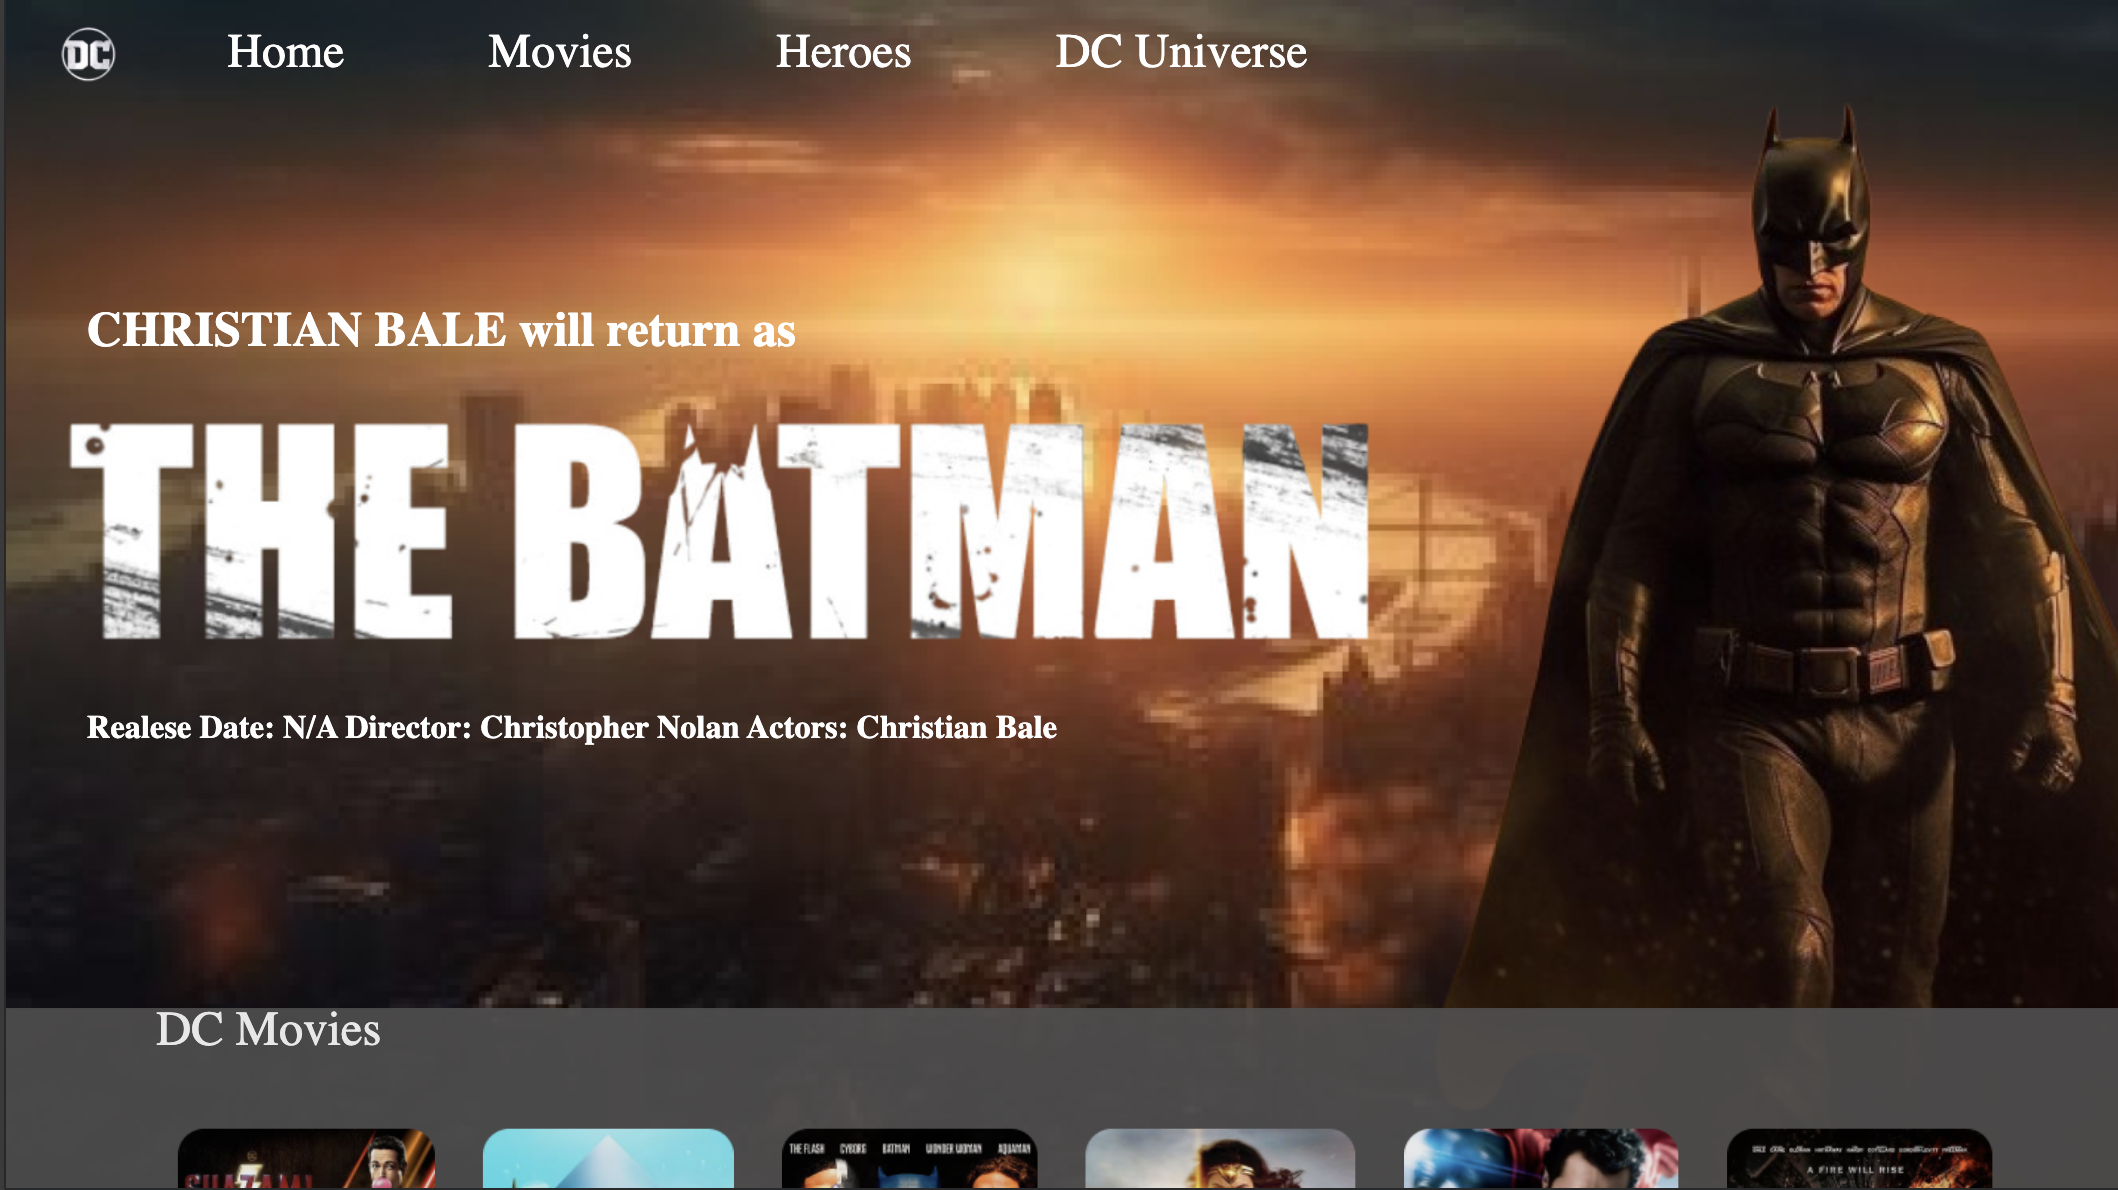 DC
Home
Movies
Heroes
DC Universe
CHRISTIAN BALE will return as
THE BATMAN
Realese Date: N/A Director: Christopher Nolan Actors: Christian Bale
DC Movies
SHAZAM!
THE FLASH CYBORG BATMAN WONDER WOMAN AQUAMAN
A FIRE WILL RISE